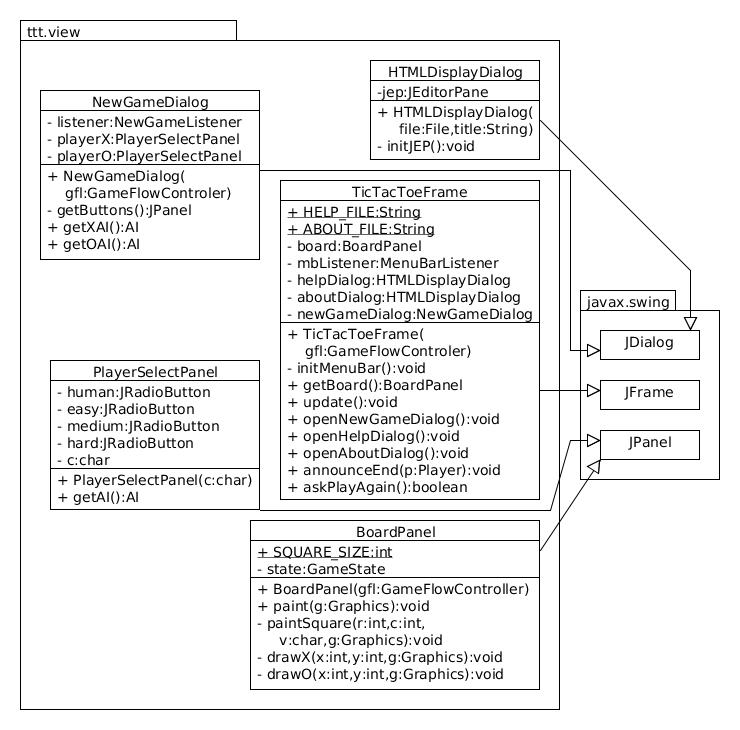 ttt.view
HTMLDisplayDialog
-jep:JEditorPane
+ HTMLDisplayDialog(
file:File,title:String)
- initJEP():void
NewGameDialog
- listener:NewGameListener
- playerX:PlayerSelectPanel
- playerO:PlayerSelectPanel
+ NewGameDialog(
gfl:GameFlowControler)
- getButtons():JPanel
+ getXAI():AI
+ getOAI():AI
TicTacToeFrame
+ HELP_FILE:String
+ ABOUT_FILE:String
- board:BoardPanel
- mbListener:MenuBarListener
- helpDialog:HTMLDisplayDialog
- aboutDialog:HTMLDisplayDialog
- newGameDialog:NewGameDialog
+ TicTacToeFrame(
gfl:GameFlowControler)
- initMenuBar():void
+ getBoard():BoardPanel
+ update():void
+ openNewGameDialog():void
+ openHelpDialog():void
+ openAboutDialog():void
+ announceEnd(p:Player):void
+ askPlayAgain():boolean
javax.swing
JDialog
JFrame
JPanel
PlayerSelectPanel
- human:JRadioButton
- easy:JRadioButton
- medium:JRadioButton
- hard:JRadioButton
- c:char
+ PlayerSelectPanel(c:char)
+ getAI():AI
BoardPanel
+ SQUARE_SIZE:int
- state:GameState
+ BoardPanel(gfl:GameFlowController)
+ paint(g:Graphics):void
- paintSquare(r:int,c:int,
v:char,g:Graphics):void
- drawX(x:int,y:int,g:Graphics):void
- drawO(x:int,y:int,g:Graphics):void